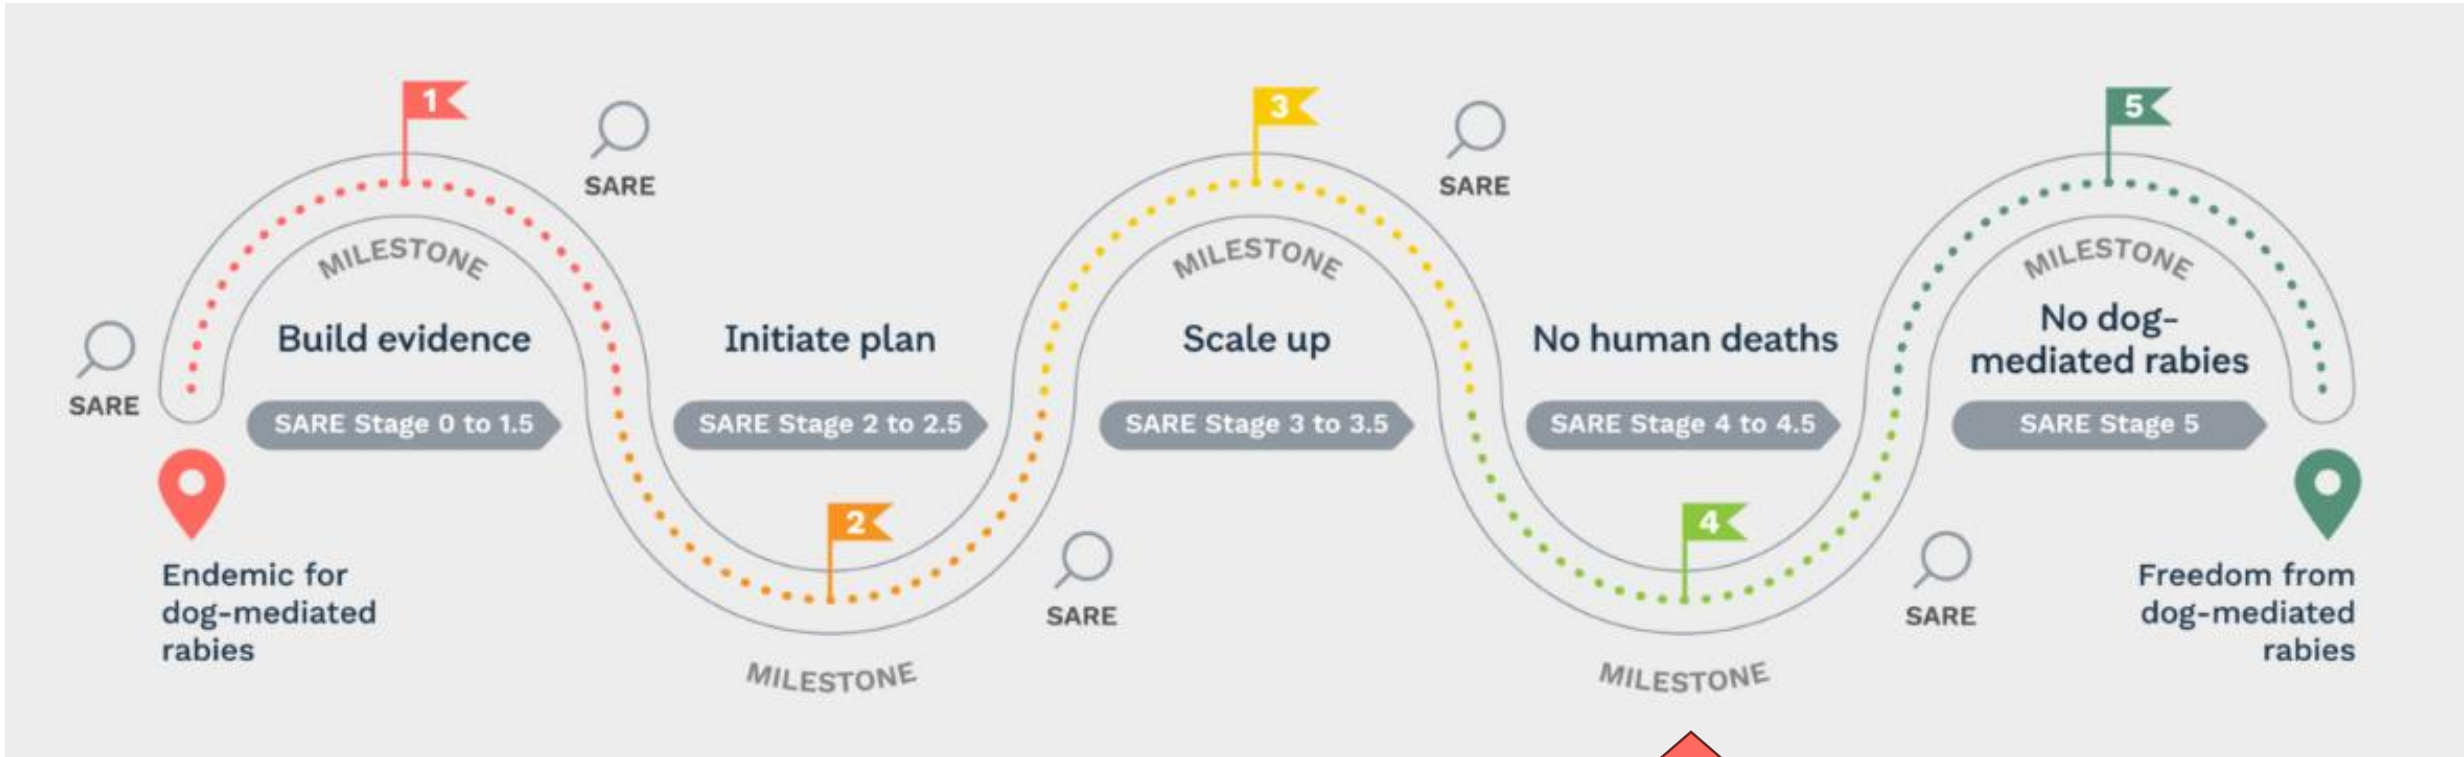 1
SARE
MILESTONE
Build evidence
SARE Stage 0 to 1.5
SARE
Endemic for
dog-mediated
rabies
Initiate plan
SARE Stage 2 to 2.5
2
MILESTONE
SARE
3
SARE
MILESTONE
Scale up
SARE Stage 3 to 3.5
No human deaths
SARE Stage 4 to 4.5
4
MILESTONE
SARE
5
MILESTONE
No dog-
mediated rabies
SARE Stage 5
Freedom from
dog-mediated
rabies